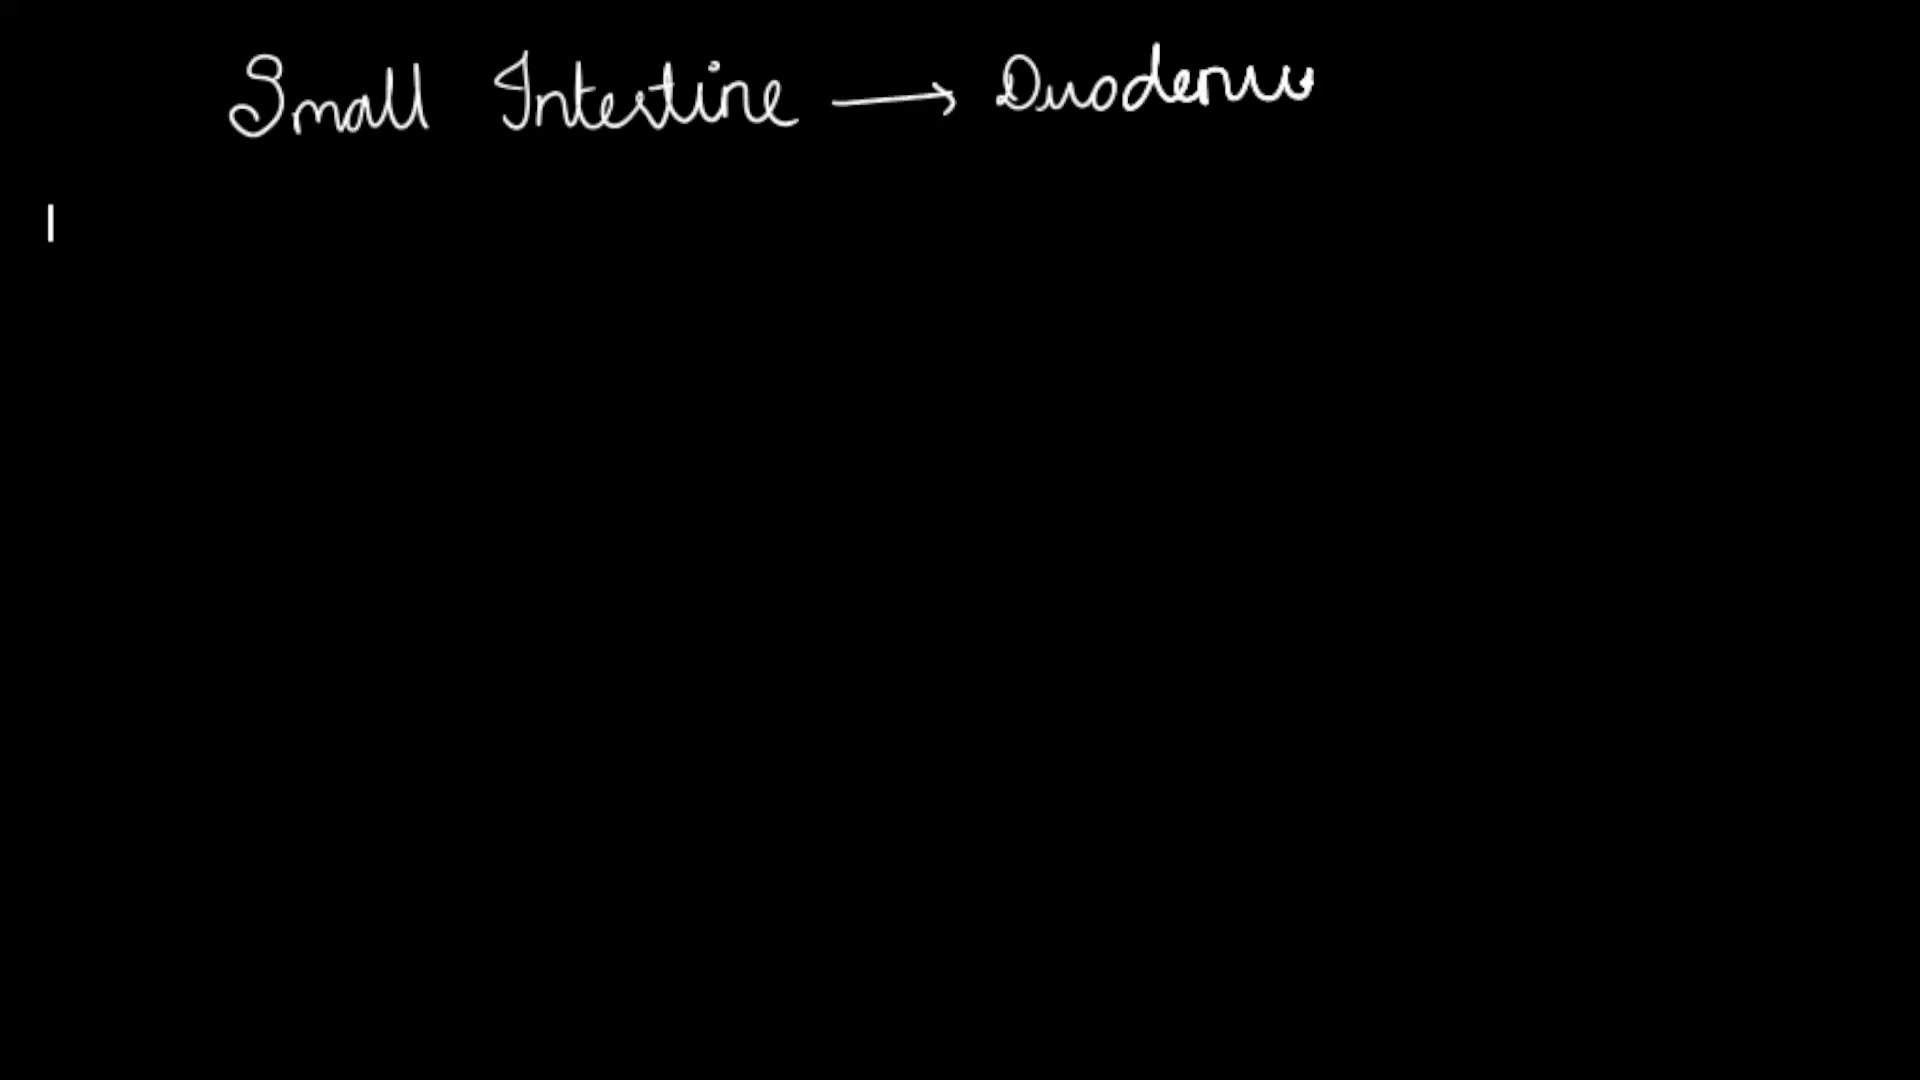 Small Intestine → Duodenu